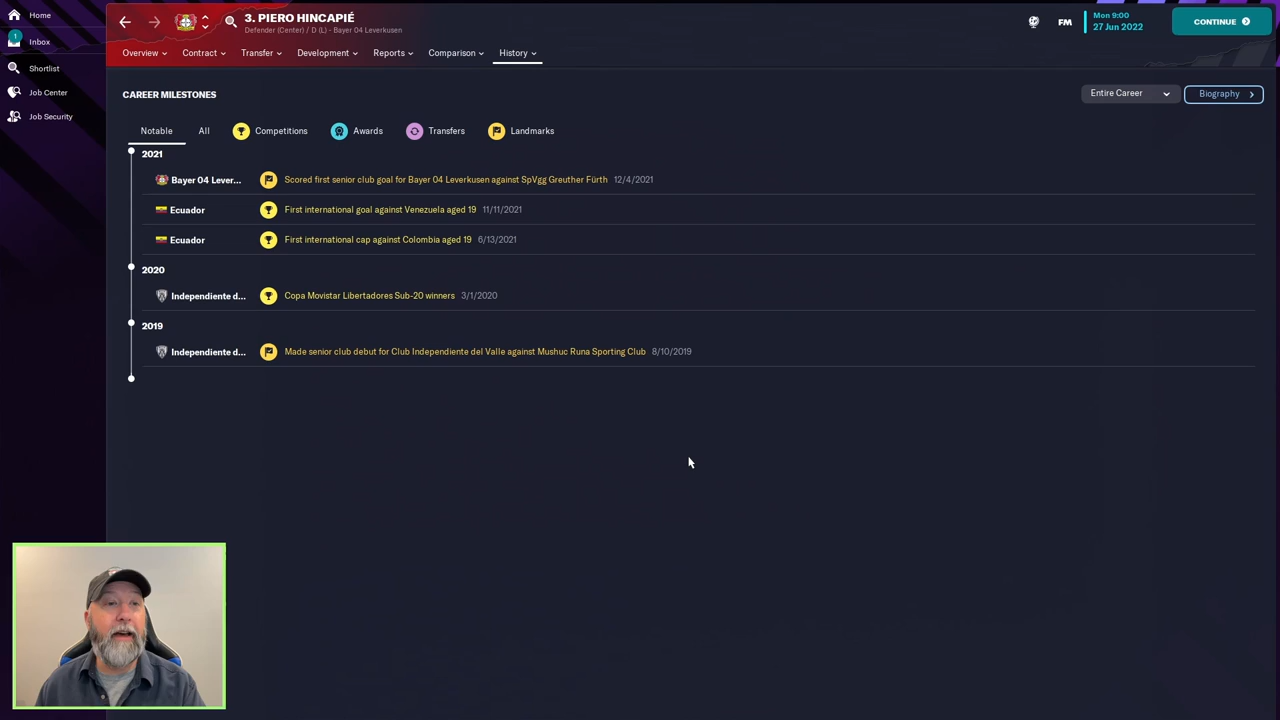 Home
1
Inbox
Shortlist
Job Center
Job Security
3. PIERO HINCAPIÉ
Defender (Center) / D (L) - Bayer 04 Leverkusen
FM
Mon 9:00
27 Jun 2022
CONTINUE
Overview
Contract
Transfer
Development
Reports
Comparison
History
CAREER MILESTONES
Entire Career
Biography
Notable
All
Competitions
Awards
Transfers
Landmarks
2021
Bayer 04 Lever... Scored first senior club goal for Bayer 04 Leverkusen against SpVgg Greuther Fürth 12/4/2021
Ecuador First international goal against Venezuela aged 19 11/11/2021
Ecuador First international cap against Colombia aged 19 6/13/2021
2020
Independiente d... Copa Movistar Libertadores Sub-20 winners 3/1/2020
2019
Independiente d... Made senior club debut for Club Independiente del Valle against Mushuc Runa Sporting Club 8/10/2019